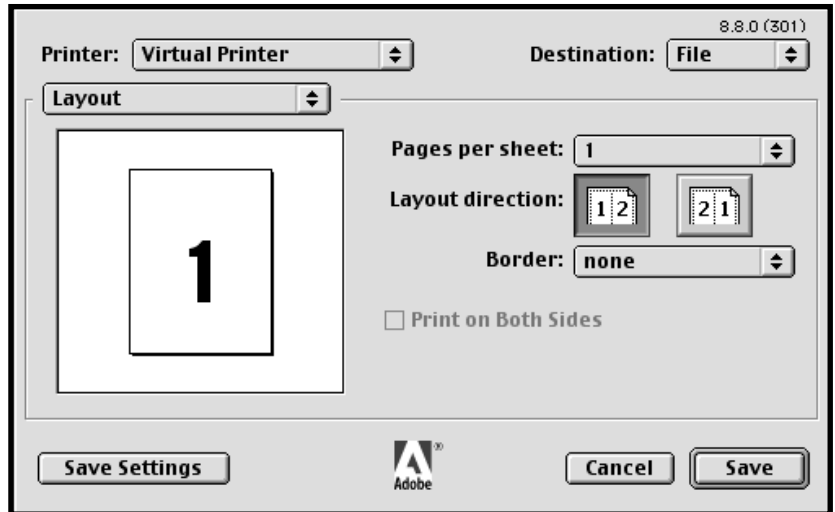 8.8.0 (301)
Printer: Virtual Printer Destination: File
Layout
Pages per sheet: 1
1
Layout direction: 1 2 2 1
Border: none
Print on Both Sides
Save Settings Adobe® Cancel Save